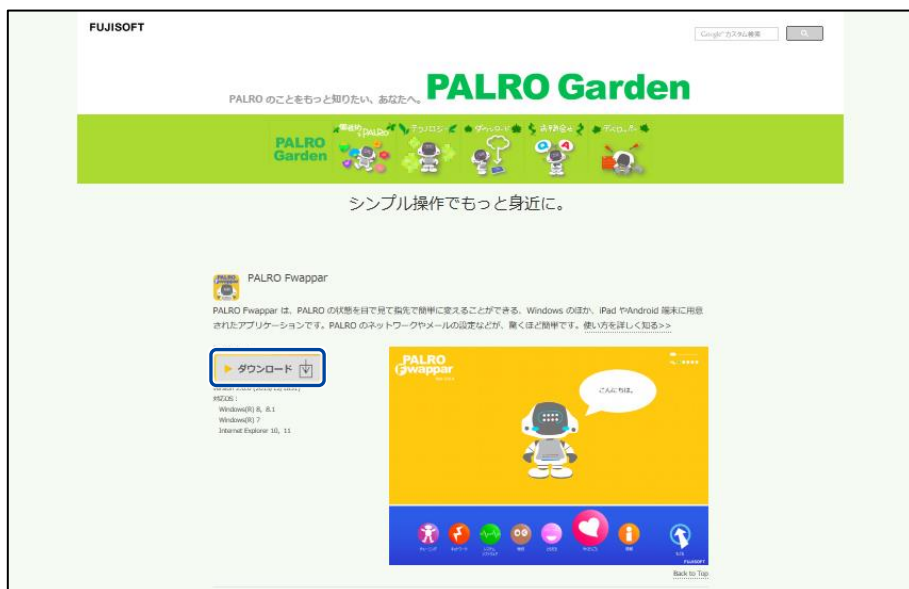 FUJISOFT
Google カスタム検索
PALRO のことをもっと知りたい、あなたへ。 PALRO Garden
PALRO
Garden
Q A
シンプル操作でもっと身近に。
PALRO Fwappar
PALRO Fwappar は、PALRO の状態を目で見て指先で簡単に変えることができる、Windows のほか、iPad やAndroid 端末に用意
されたアプリケーションです。PALRO のネットワークやメールの設定などが、驚くほど簡単です。使い方を詳しく知る>>
ダウンロード
対応OS：
Windows(R) 8, 8.1
Windows(R) 7
Internet Explorer 10, 11
PALRO
Fwappar
こんにちは。
FUJISOFT
Back to Top